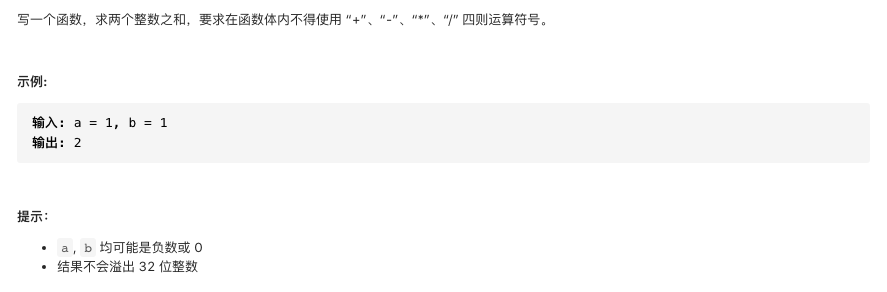 写一个函数，求两个整数之和，要求在函数体内不得使用 “+”、“-”、“*”、“/” 四则运算符号。
示例:
输入: a = 1, b = 1
输出: 2
提示：
• a, b 均可能是负数或 0
• 结果不会溢出 32 位整数